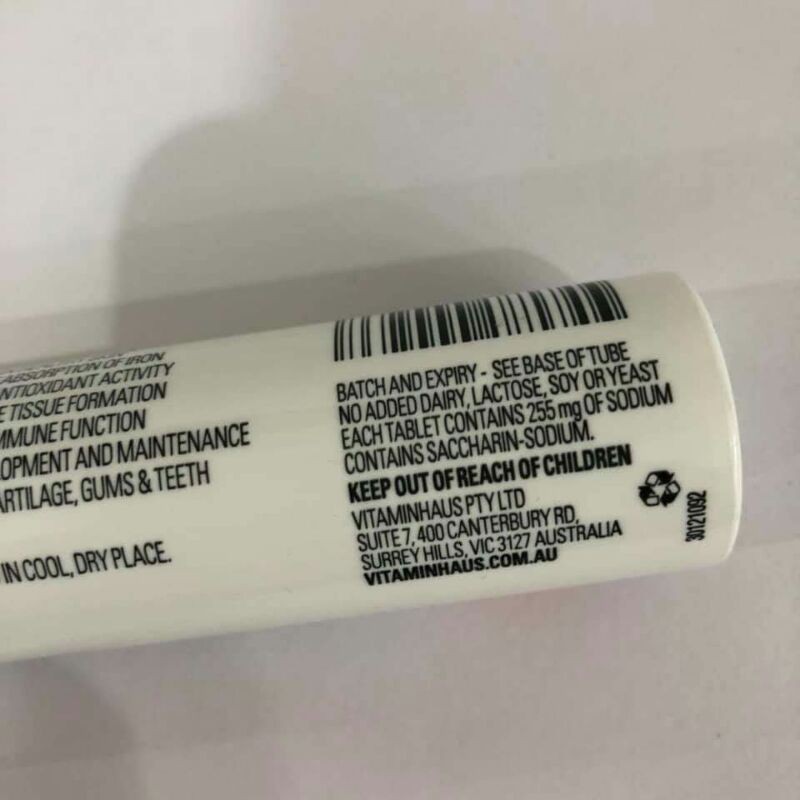 ABSORPTION OF IRON
NTIOXIDANT ACTIVITY
E TISSUE FORMATION
MMUNE FUNCTION
OPMENT AND MAINTENANCE
ARTILAGE, GUMS & TEETH
IN COOL, DRY PLACE.
BATCH AND EXPIRY - SEE BASE OF TUBE
NO ADDED DAIRY, LACTOSE, SOY OR YEAST
EACH TABLET CONTAINS 255 mg OF SODIUM
CONTAINS SACCHARIN-SODIUM.
KEEP OUT OF REACH OF CHILDREN
VITAMINHAUS PTY LTD
SUITE 7, 400 CANTERBURY RD,
SURREY HILLS, VIC 3127 AUSTRALIA
VITAMINHAUS.COM.AU
30121092